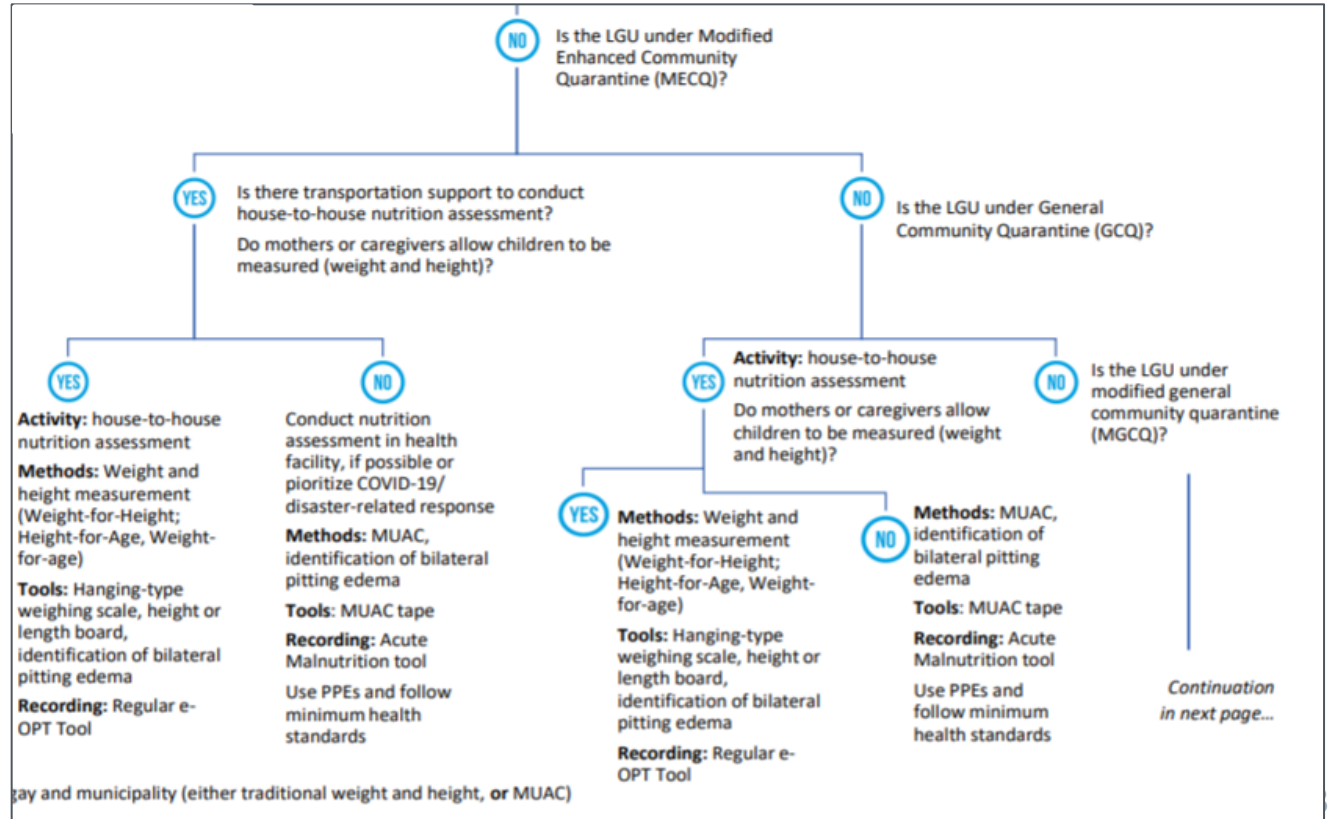 NO
Is the LGU under Modified
Enhanced Community
Quarantine (MECQ)?
YES
Is there transportation support to conduct
house-to-house nutrition assessment?
Do mothers or caregivers allow children to be
measured (weight and height)?
NO
Is the LGU under General
Community Quarantine (GCQ)?
YES
Activity: house-to-house
nutrition assessment
Methods: Weight and
height measurement
(Weight-for-Height;
Height-for-Age, Weight-
for-age)
Tools: Hanging-type
weighing scale, height or
length board,
identification of bilateral
pitting edema
Recording: Regular e-
OPT Tool
NO
Conduct nutrition
assessment in health
facility, if possible or
pioritize COVID-19/
disaster-related response
Methods: MUAC,
identification of bilateral
pitting edema
Tools: MUAC tape
Recording: Acute
Malnutrition tool
Use PPEs and follow
minimum health
standards
YES
Activity: house-to-house
nutrition assessment
Do mothers or caregivers allow
children to be measured (weight
and height)?
YES
Methods: Weight and
height measurement
(Weight-for-Height;
Height-for-Age, Weight-
for-age)
Tools: Hanging-type
weighing scale, height or
length board,
identification of bilateral
pitting edema
Recording: Regular e-
OPT Tool
NO
Methods: MUAC,
identification of
bilateral pitting
edema
Tools: MUAC tape
Recording: Acute
Malnutrition tool
Use PPEs and
follow minimum
health standards
NO
Is the LGU under
modified general
community quarantine
(MGCQ)?
Continuation
in next page...
gay and municipality (either traditional weight and height, or MUAC)